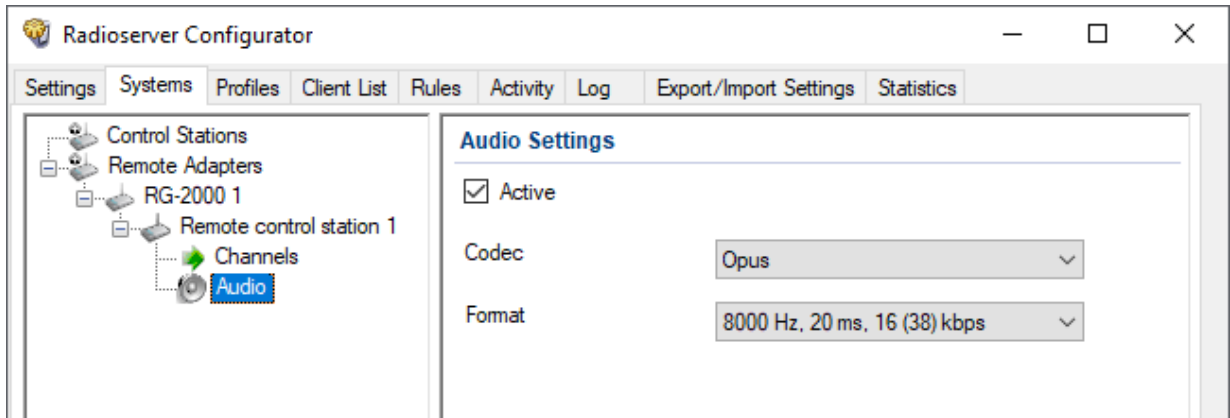 Radioserver Configurator
Settings Systems Profiles Client List Rules Activity Log Export/Import Settings Statistics
Control Stations
Remote Adapters
RG-2000 1
Remote control station 1
Channels
Audio
Audio Settings
Active
Codec Opus
Format 8000 Hz, 20 ms, 16 (38) kbps